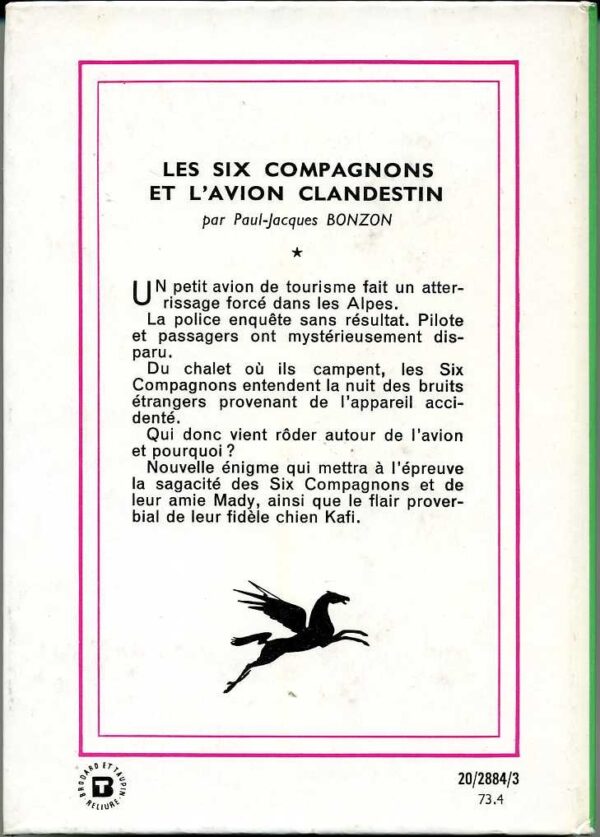 LES SIX COMPAGNONS
ET L'AVION CLANDESTIN
par Paul-Jacques BONZON
★
UN petit avion de tourisme fait un atter-
rissage forcé dans les Alpes.
La police enquête sans résultat. Pilote
et passagers ont mystérieusement dis-
paru.
Du chalet où ils campent, les Six
Compagnons entendent la nuit des bruits
étrangers provenant de l'appareil acci-
denté.
Qui donc vient rôder autour de l'avion
et pourquoi ?
Nouvelle énigme qui mettra à l'épreuve
la sagacité des Six Compagnons et de
leur amie Mady, ainsi que le flair prover-
bial de leur fidèle chien Kafi.
BRODARD ET TAUPIN
RELIURE
BT
20/2884/3
73.4